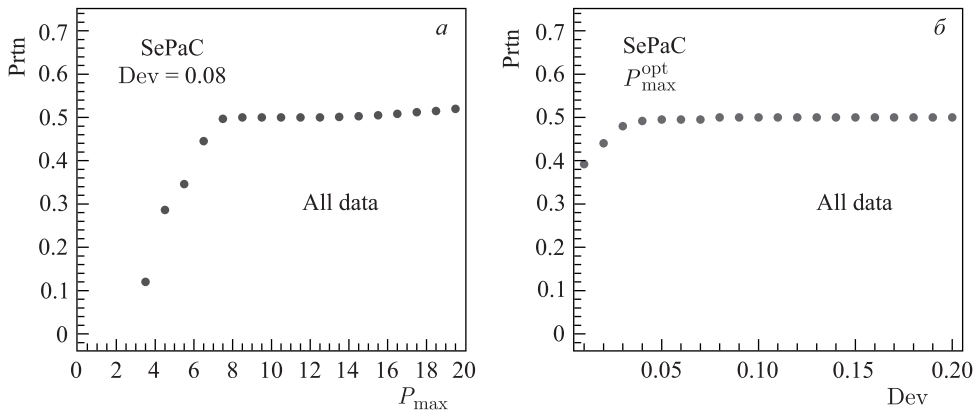 а
SePaC
Dev = 0.08
All data
Prtn
0.7
0.6
0.5
0.4
0.3
0.2
0.1
0
0 2 4 6 8 10 12 14 16 18 20
P_max
б
SePaC
P_max^opt
All data
Prtn
0.7
0.6
0.5
0.4
0.3
0.2
0.1
0
0.05 0.10 0.15 0.20
Dev